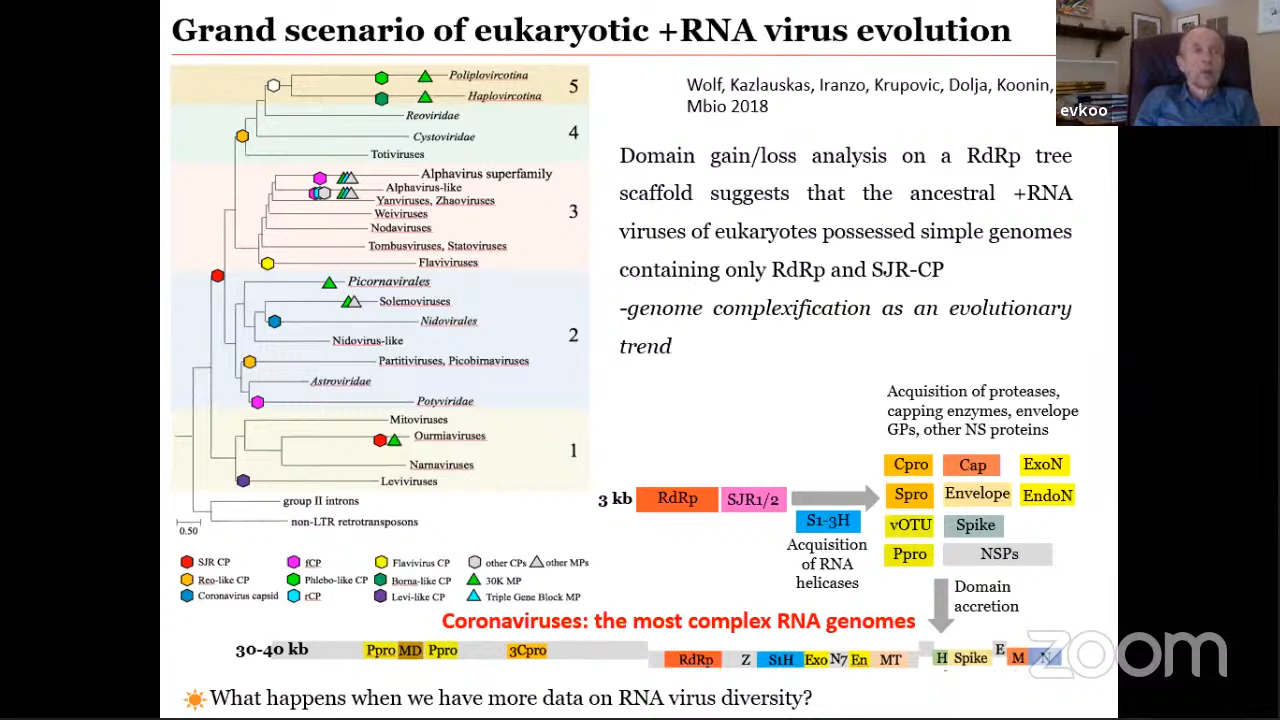 Grand scenario of eukaryotic +RNA virus evolution
evkoo
Poliplovircotina
Haplovircotina
5
Reoviridae
Cystoviridae
4
Totiviruses
Alphavirus superfamily
Alphavirus-like
Yanviruses, Zhaoviruses
Weiviruses
3
Nodaviruses
Tombusviruses, Statoviruses
Flaviviruses
Picornavirales
Solemoviruses
Nidovirales
2
Nidovirus-like
Partitiviruses, Picobirnaviruses
Astroviridae
Potyviridae
Mitoviruses
Ourmiaviruses
1
Narnaviruses
Leviviruses
group II introns
non-LTR retrotransposons
0.50
SJR CP
fCP
Flavivirus CP
other CPs
other MPs
Reo-like CP
Phlebo-like CP
Borna-like CP
30K MP
Coronavirus capsid
rCP
Levi-like CP
Triple Gene Block MP
Wolf, Kazlauskas, Iranzo, Krupovic, Dolja, Koonin,
Mbio 2018
Domain gain/loss analysis on a RdRp tree
scaffold suggests that the ancestral +RNA
viruses of eukaryotes possessed simple genomes
containing only RdRp and SJR-CP
-genome complexification as an evolutionary
trend
Acquisition of proteases,
capping enzymes, envelope
GPs, other NS proteins
3 kb
RdRp
SJR1/2
S1-3H
Acquisition
of RNA
helicases
Cpro
Cap
ExoN
Spro
Envelope
EndoN
vOTU
Spike
Ppro
NSPs
Domain
accretion
Coronaviruses: the most complex RNA genomes
30-40 kb
Ppro
MD
Ppro
3Cpro
RdRp
Z
S1H
Exo
N7
En
MT
H
Spike
E
M
N
zoom
What happens when we have more data on RNA virus diversity?